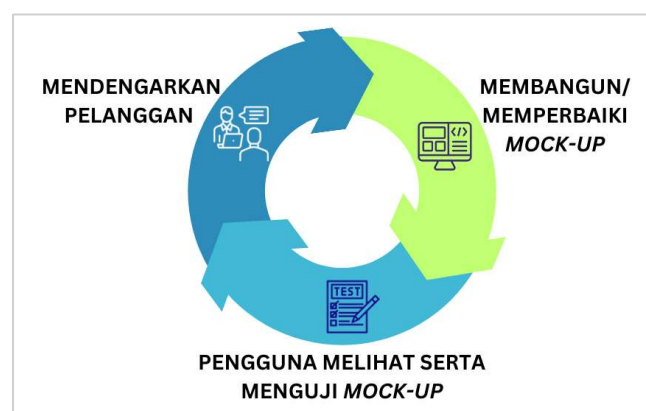 MENDENGARKAN
PELANGGAN
MEMBANGUN/
MEMPERBAIKI
MOCK-UP
</>
TEST
PENGGUNA MELIHAT SERTA
MENGUJI MOCK-UP